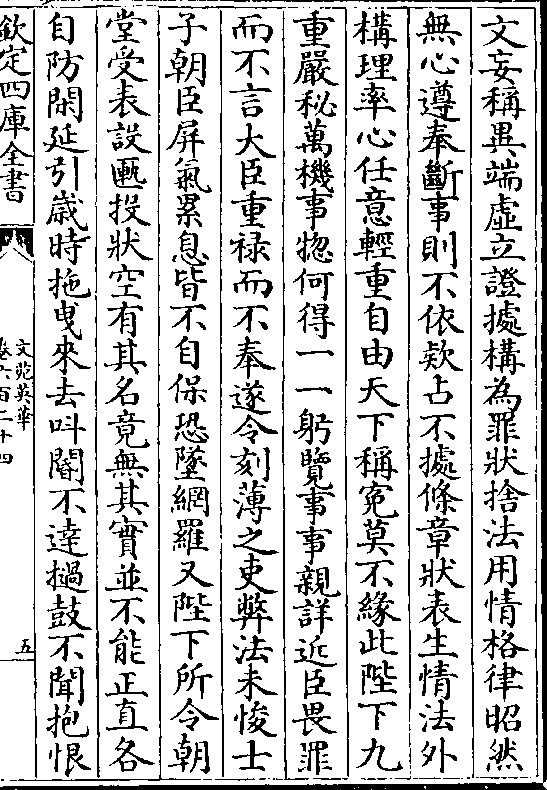 文妄稱異端虛立證據構為罪狀捨法用情格律昭然
無心遵奉斷事則不依欵占不據條章狀表生情法外
構理率心任意輕重自由天下稱寃莫不緣此陛下九
重嚴秘萬機事揔何得一一躬覽事事親詳近臣畏罪
而不言大臣重祿而不奉遂令刻薄之吏弊法未悛士
子朝臣屏氣累息皆不自保恐墜網羅又陛下所令朝
堂受表設匭投狀空有其名竟無其實並不能正直各
自防閑延引歲時拖曳來去叫閽不達撾鼓不聞抱恨
欽定四庫全書
文苑英華
卷六百二十四
五